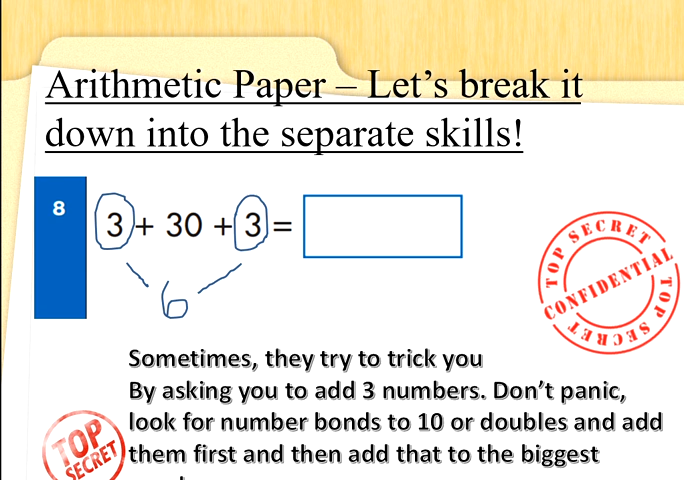 Arithmetic Paper – Let’s break it
down into the separate skills!
8
3 + 30 + 3 =
6
TOP SECRET
CONFIDENTIAL
TOP SECRET
Sometimes, they try to trick you
By asking you to add 3 numbers. Don’t panic,
look for number bonds to 10 or doubles and add
them first and then add that to the biggest
TOP
SECRET